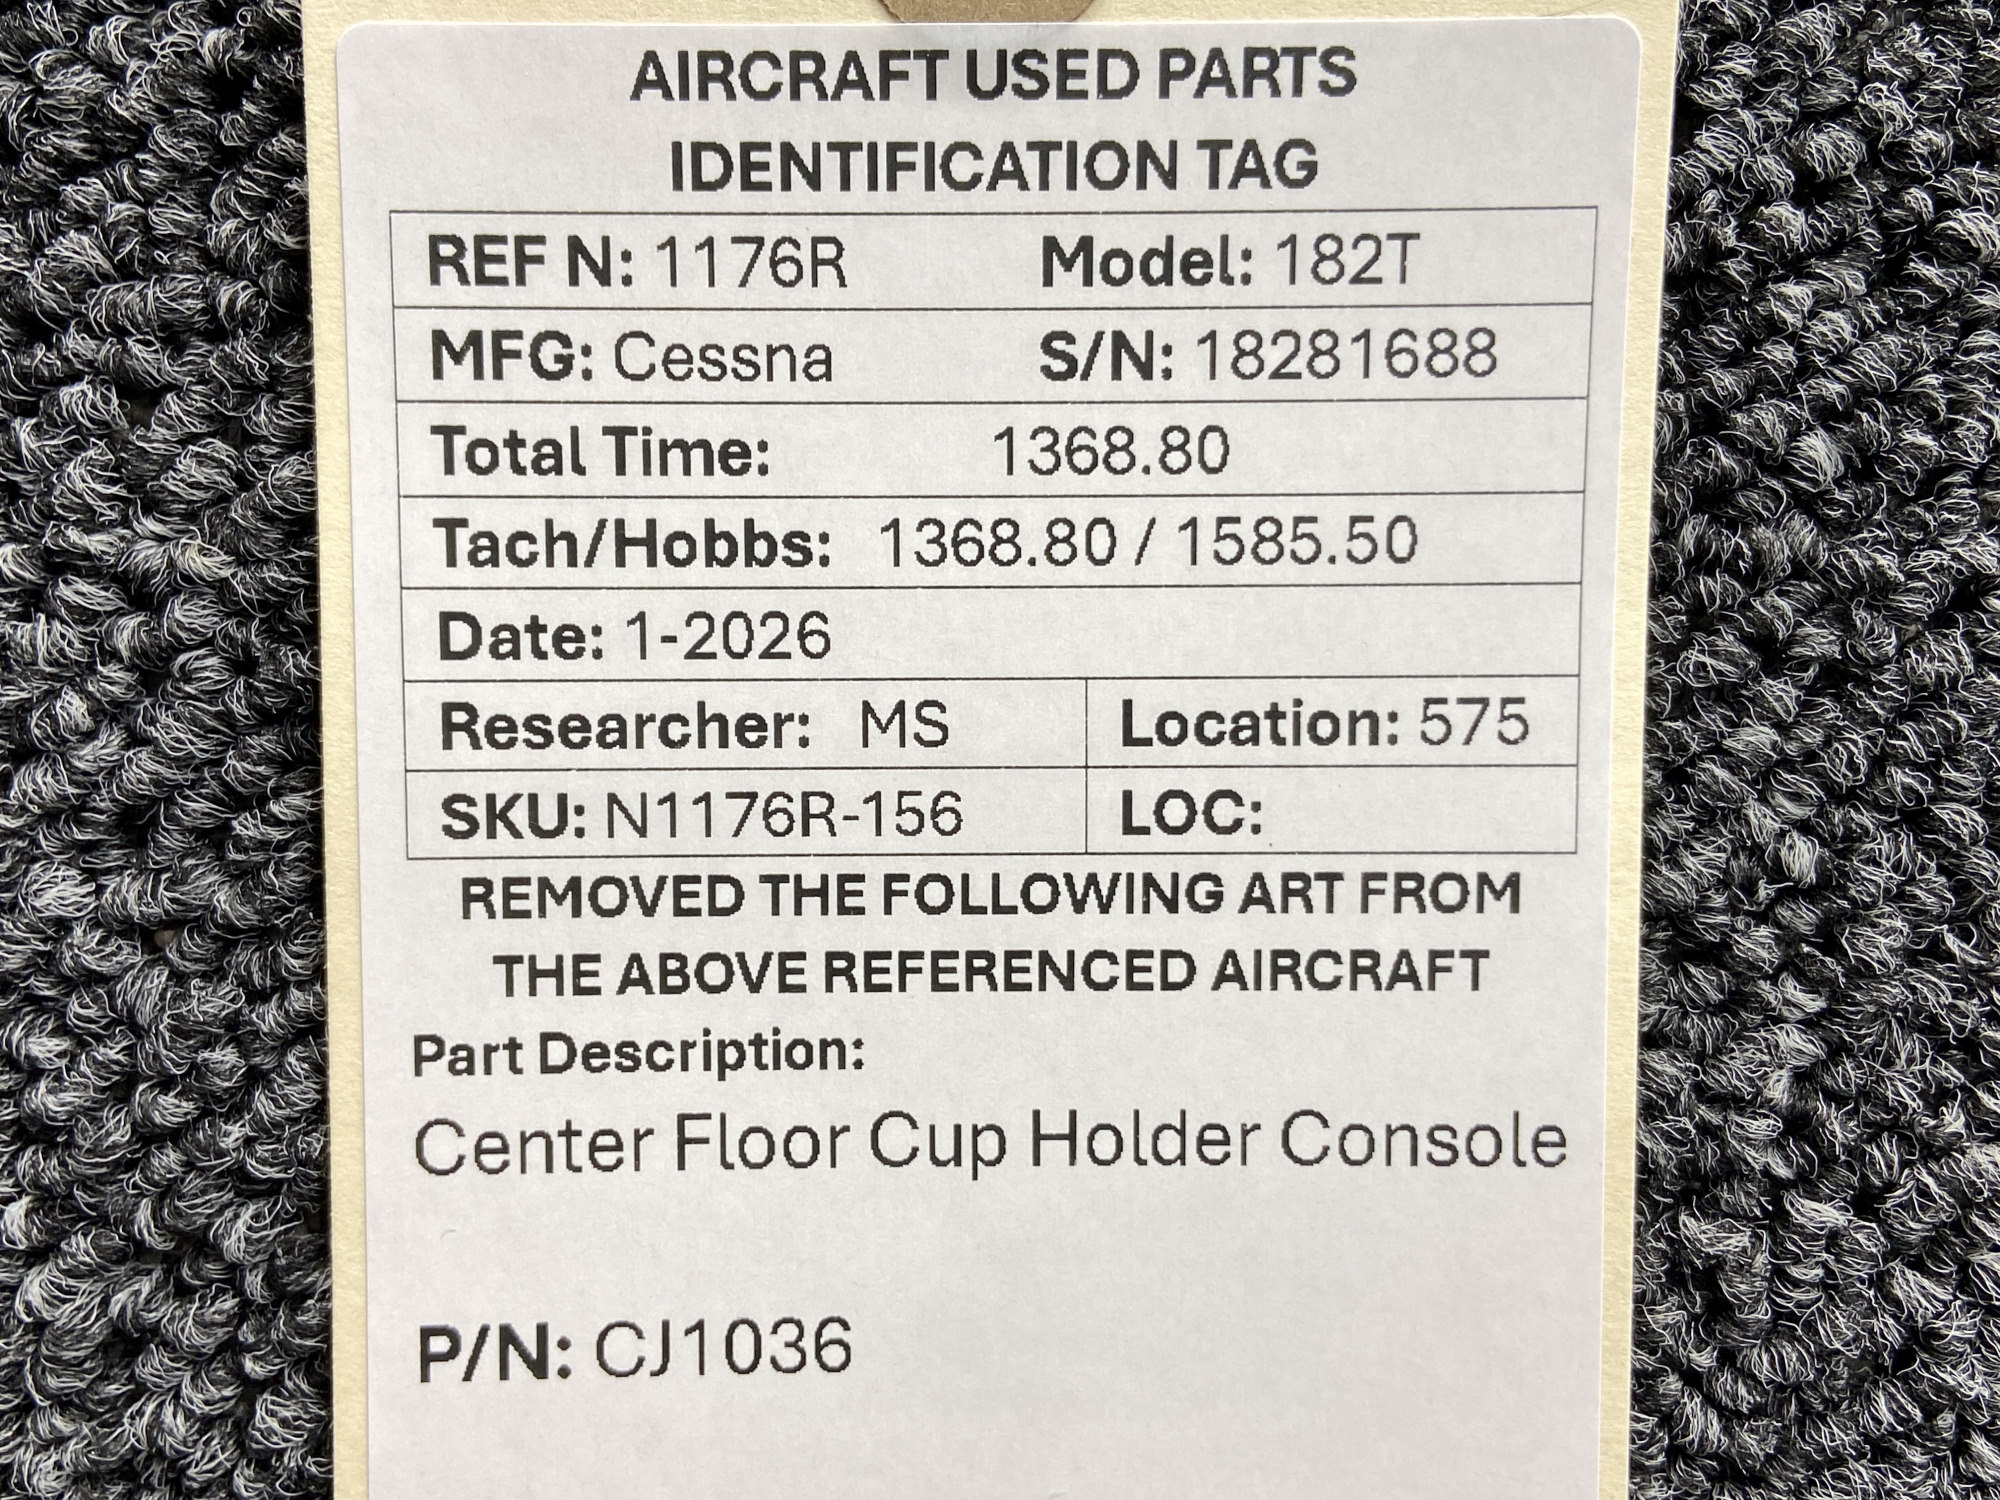 AIRCRAFT USED PARTS
IDENTIFICATION TAG
REF N: 1176R Model: 182T
MFG: Cessna S/N: 18281688
Total Time: 1368.80
Tach/Hobbs: 1368.80 / 1585.50
Date: 1-2026
Researcher: MS Location: 575
SKU: N1176R-156 LOC:
REMOVED THE FOLLOWING ART FROM
THE ABOVE REFERENCED AIRCRAFT
Part Description:
Center Floor Cup Holder Console
P/N: CJ1036